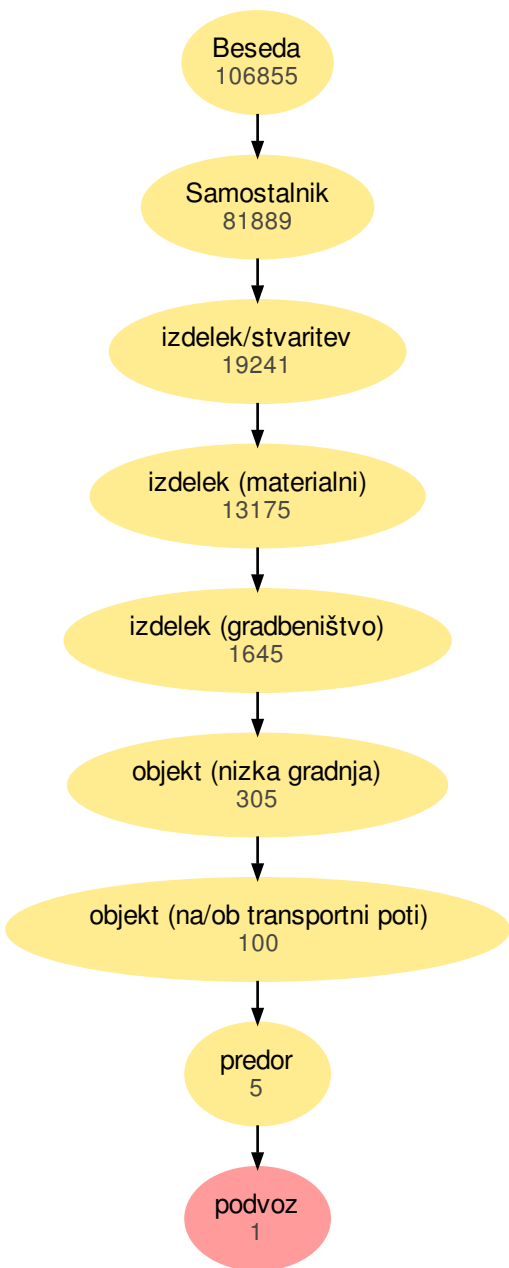 Beseda
106855
Samostalnik
81889
izdelek/stvaritev
19241
izdelek (materialni)
13175
izdelek (gradbeništvo)
1645
objekt (nizka gradnja)
305
objekt (na/ob transportni poti)
100
predor
5
podvoz
1